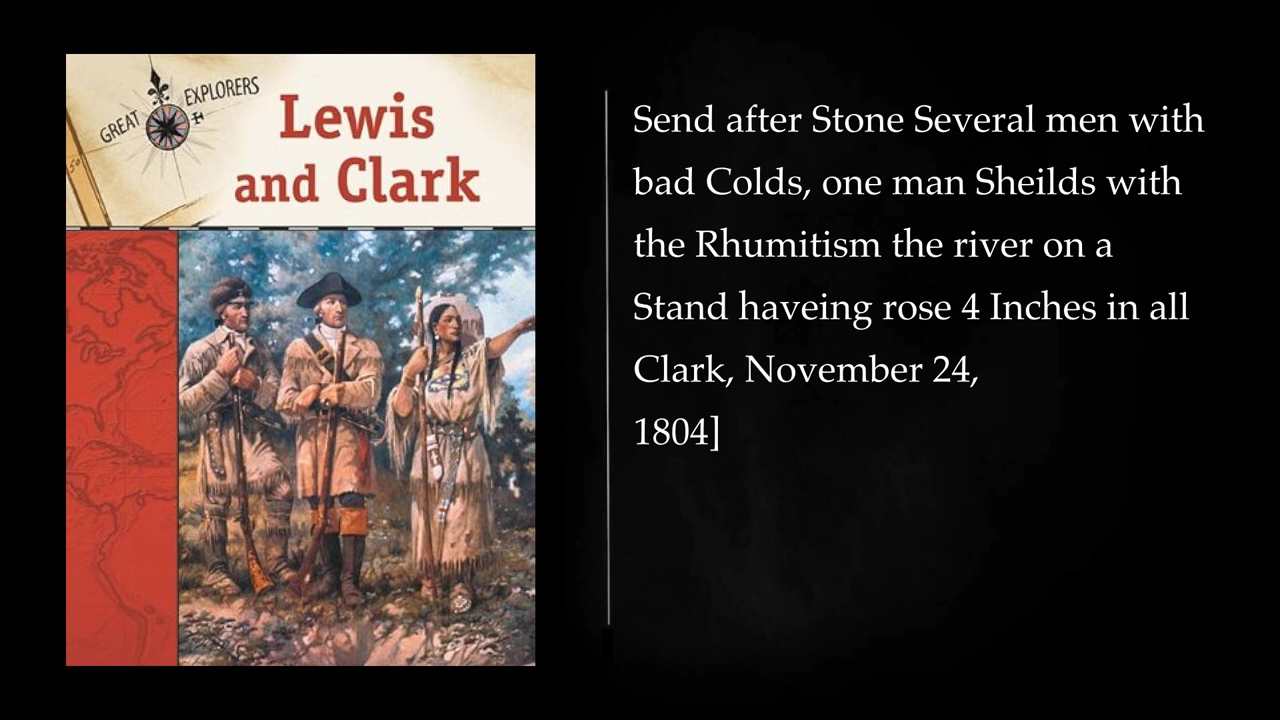 GREAT EXPLORERS
Lewis
and Clark
50
Send after Stone Several men with
bad Colds, one man Sheilds with
the Rhumitism the river on a
Stand haveing rose 4 Inches in all
Clark, November 24,
1804]